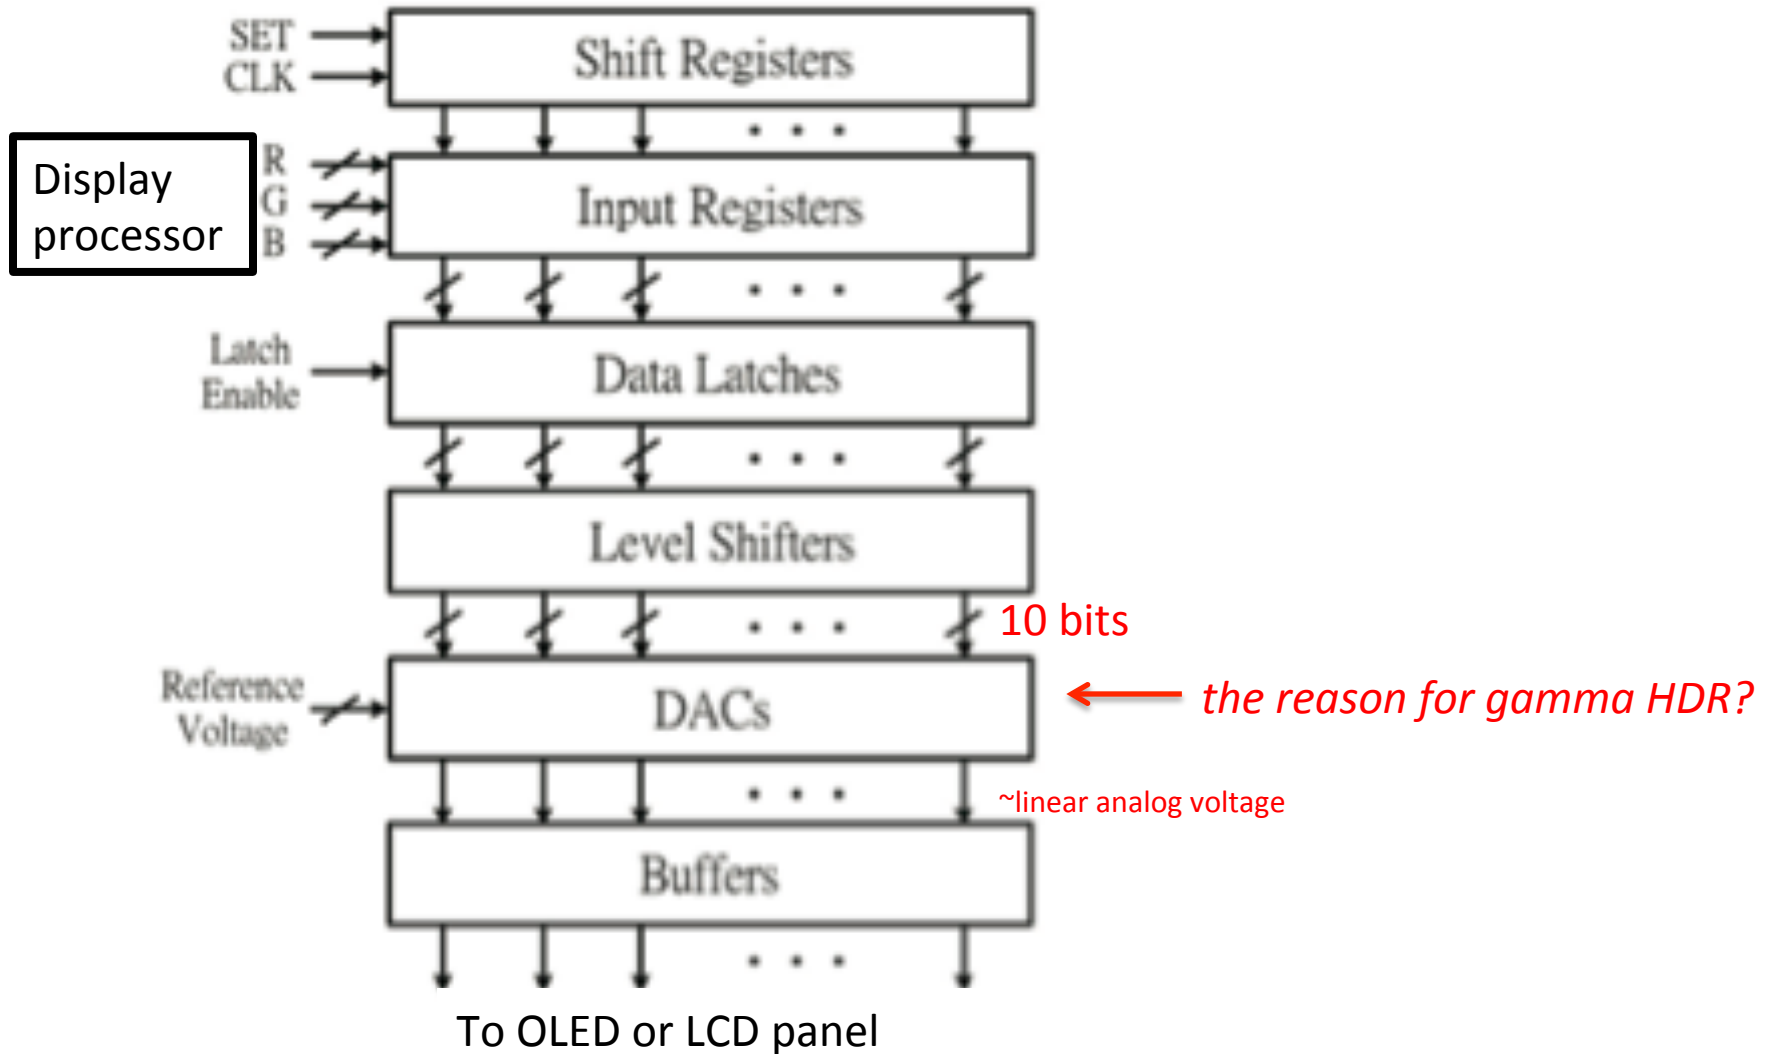 SET
CLK
Shift Registers
Display
processor
R
G
B
Input Registers
Latch
Enable
Data Latches
Level Shifters
10 bits
Reference
Voltage
DACs
the reason for gamma HDR?
~linear analog voltage
Buffers
To OLED or LCD panel